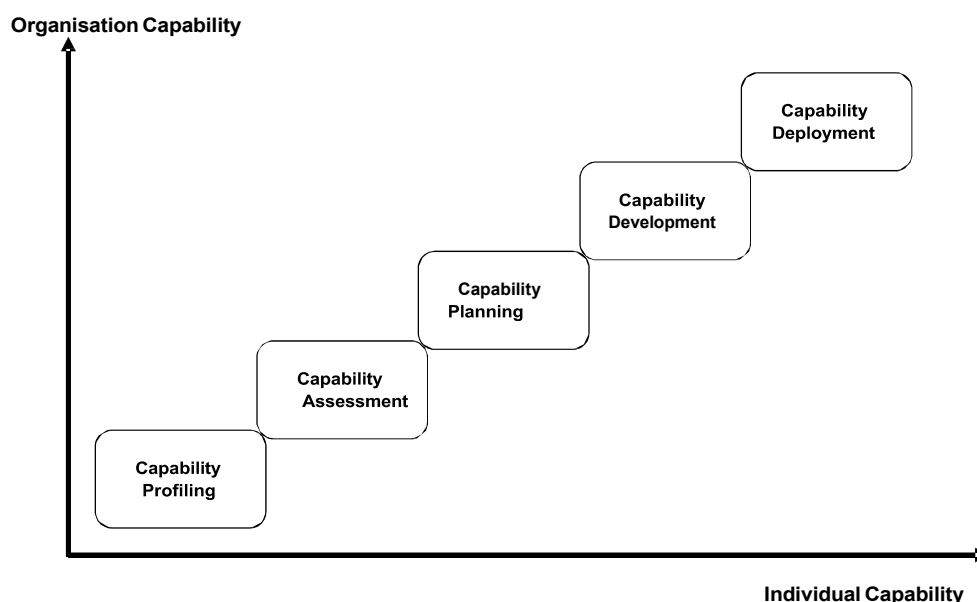 Organisation Capability
Capability
Deployment
Capability
Development
Capability
Planning
Capability
Assessment
Capability
Profiling
Individual Capability